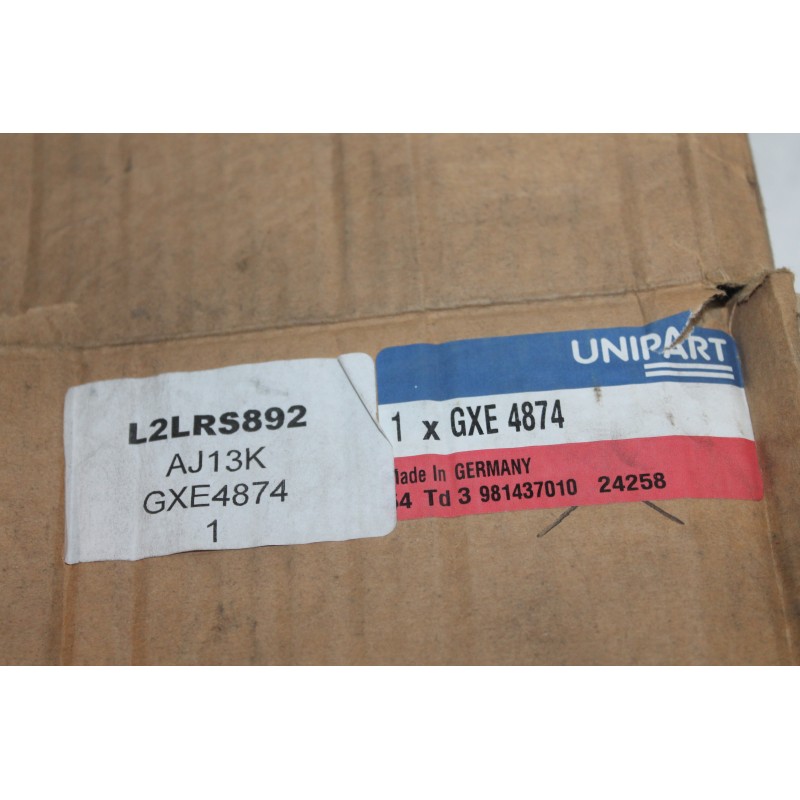 L2LRS892
AJ13K
GXE4874
1
UNIPART
1 x GXE 4874
Made In GERMANY
Td 3 981437010 24258